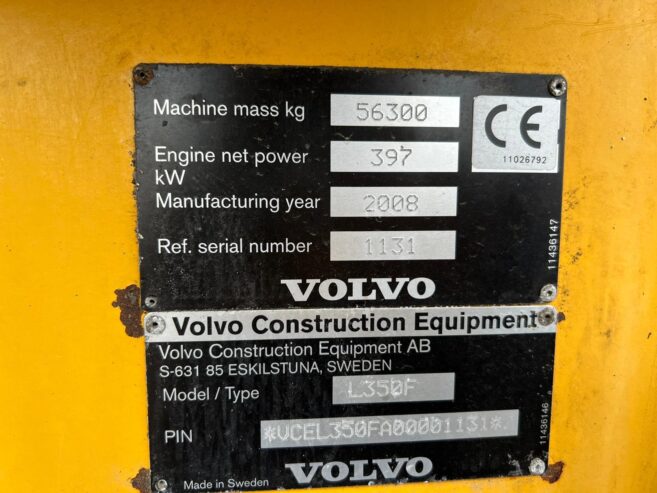 Machine mass kg 56300
CE
11026792
Engine net power kW 397
Manufacturing year 2008
Ref. serial number 1131
11436147
VOLVO
Volvo Construction Equipment
Volvo Construction Equipment AB
S-631 85 ESKILSTUNA, SWEDEN
Model / Type L350F
PIN *VCEL350FA00001131*
11436146
VOLVO
Made in Sweden